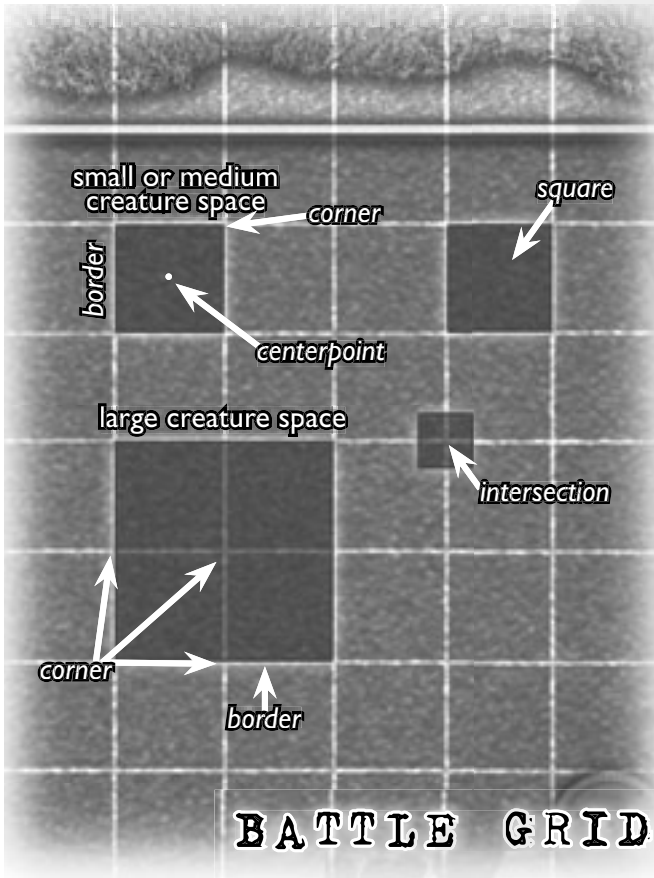 small or medium
creature space
corner
square
border
centerpoint
large creature space
intersection
corner
border
BATTLE GRID